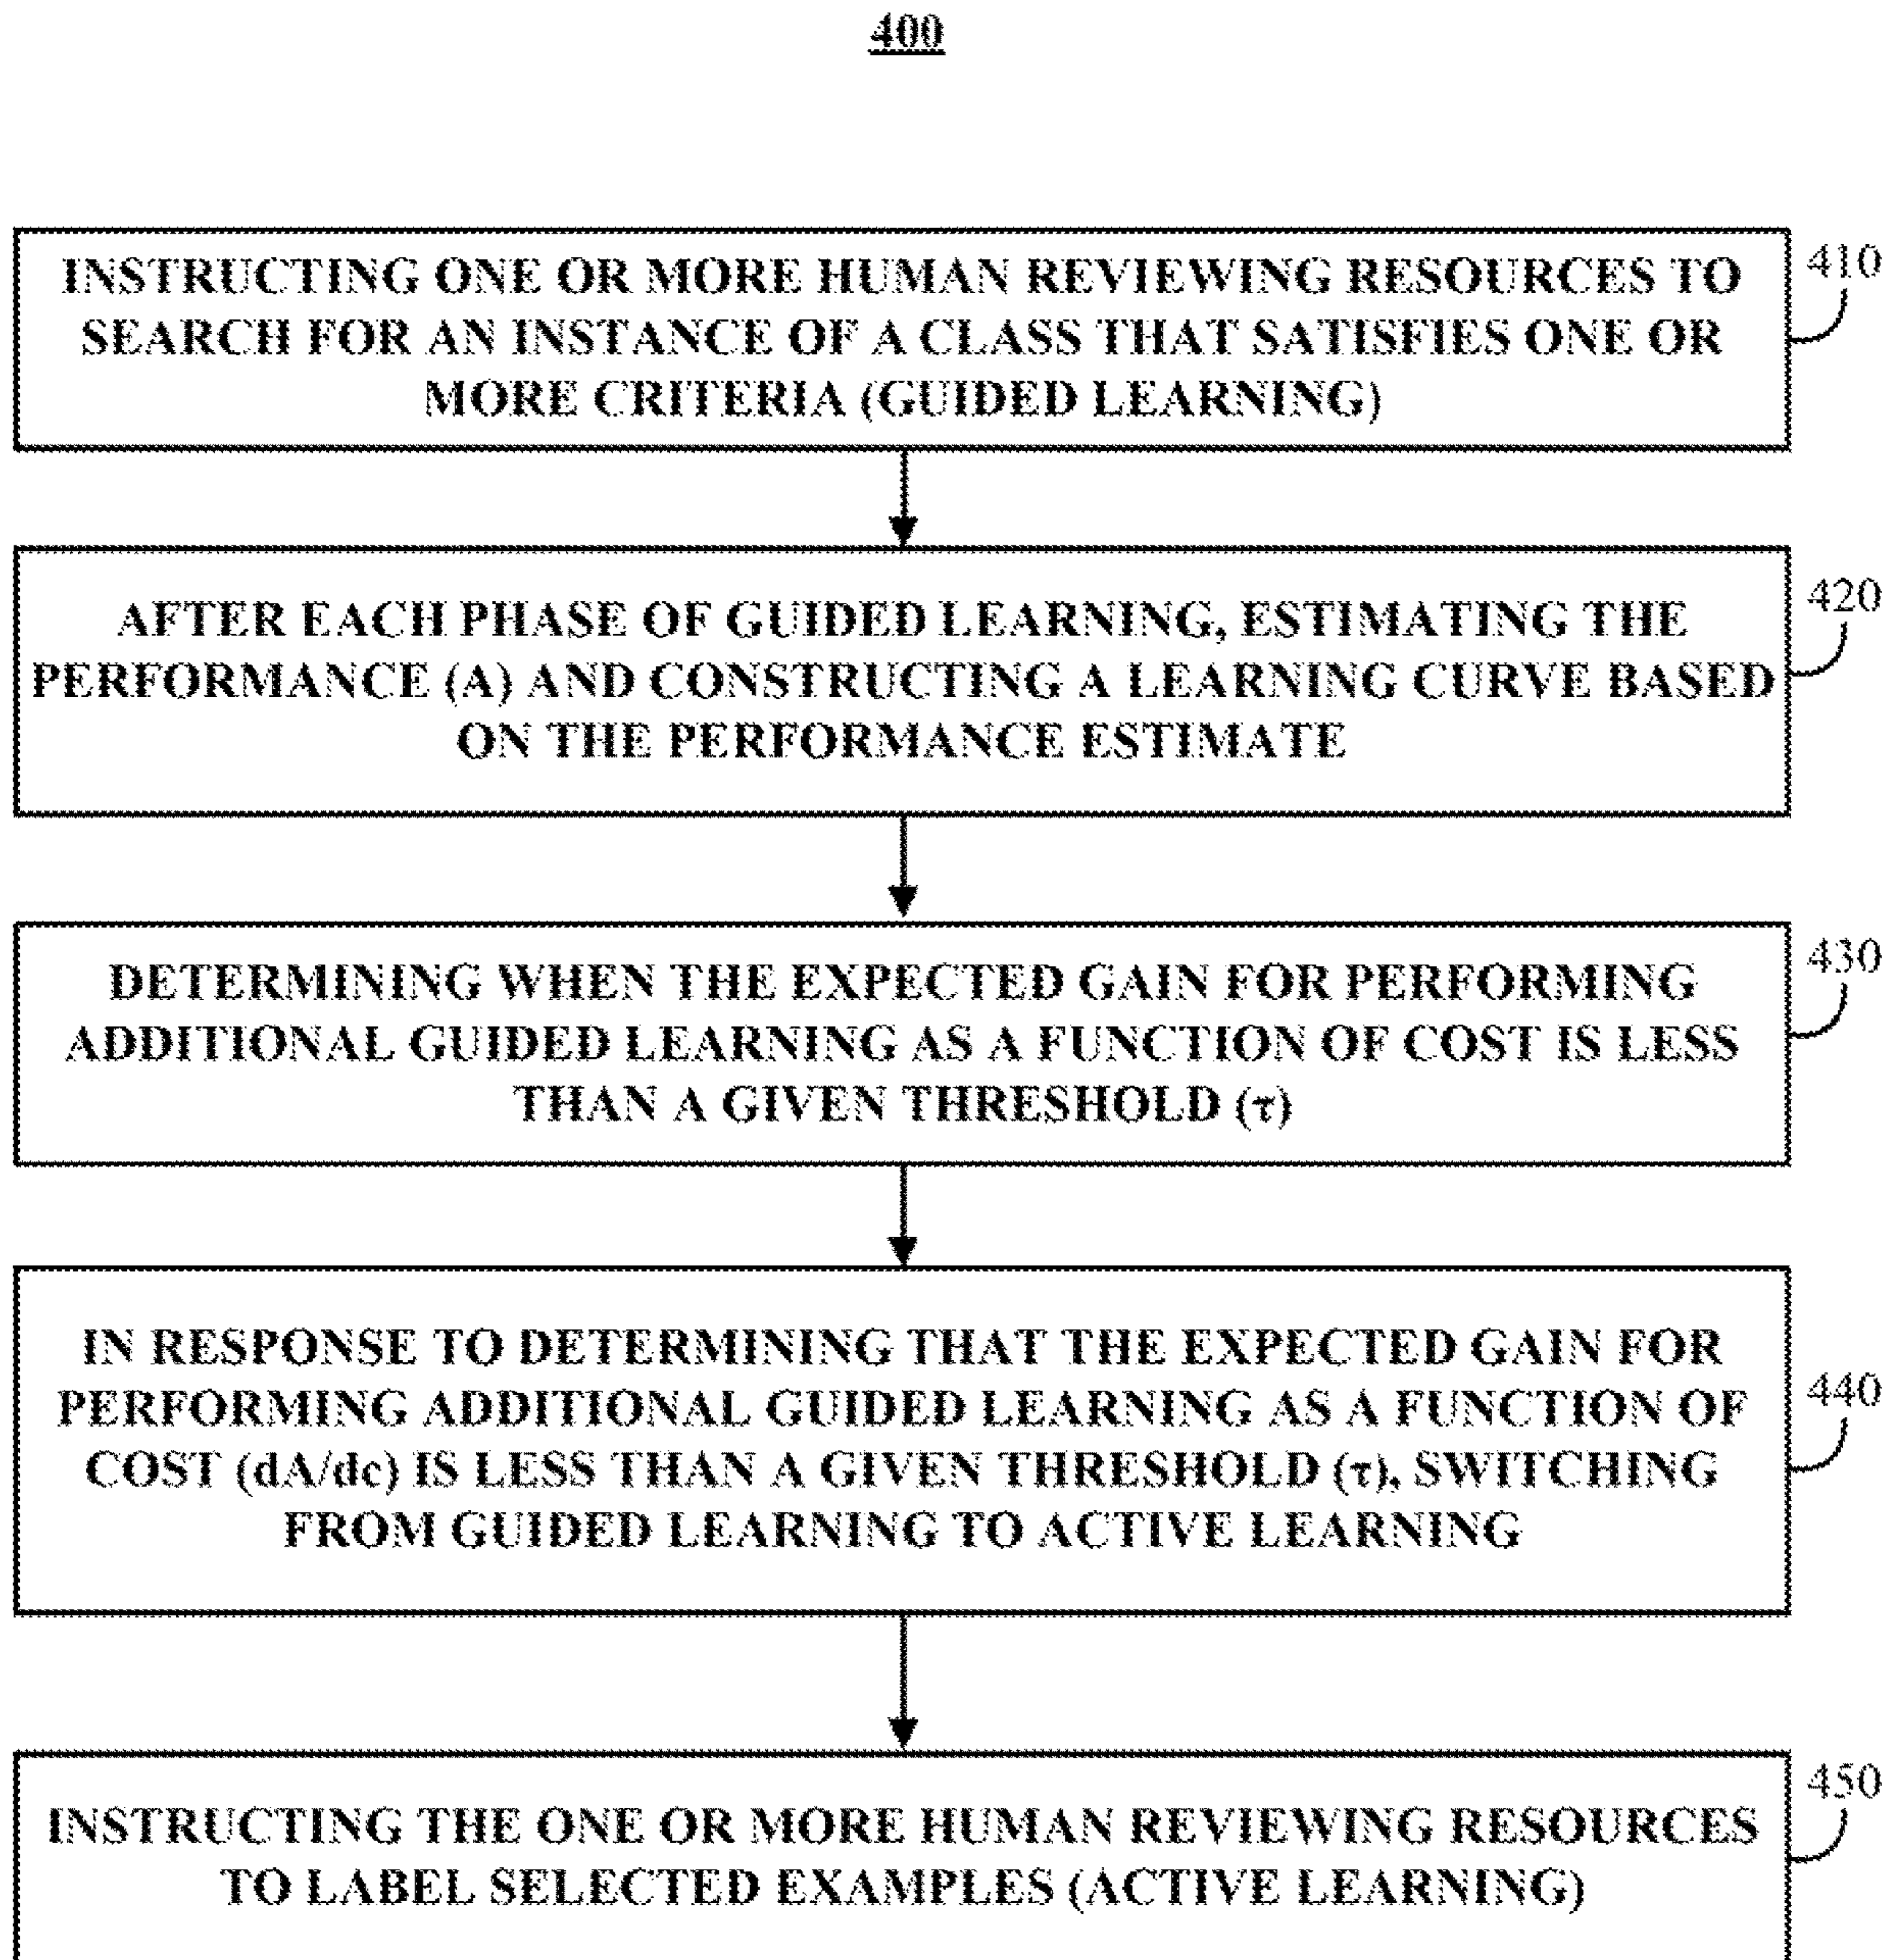 400
INSTRUCTING ONE OR MORE HUMAN REVIEWING RESOURCES TO
SEARCH FOR AN INSTANCE OF A CLASS THAT SATISFIES ONE OR
MORE CRITERIA (GUIDED LEARNING)
410
AFTER EACH PHASE OF GUIDED LEARNING, ESTIMATING THE
PERFORMANCE (A) AND CONSTRUCTING A LEARNING CURVE BASED
ON THE PERFORMANCE ESTIMATE
420
DETERMINING WHEN THE EXPECTED GAIN FOR PERFORMING
ADDITIONAL GUIDED LEARNING AS A FUNCTION OF COST IS LESS
THAN A GIVEN THRESHOLD (τ)
430
IN RESPONSE TO DETERMINING THAT THE EXPECTED GAIN FOR
PERFORMING ADDITIONAL GUIDED LEARNING AS A FUNCTION OF
COST (dA/dc) IS LESS THAN A GIVEN THRESHOLD (τ), SWITCHING
FROM GUIDED LEARNING TO ACTIVE LEARNING
440
INSTRUCTING THE ONE OR MORE HUMAN REVIEWING RESOURCES
TO LABEL SELECTED EXAMPLES (ACTIVE LEARNING)
450